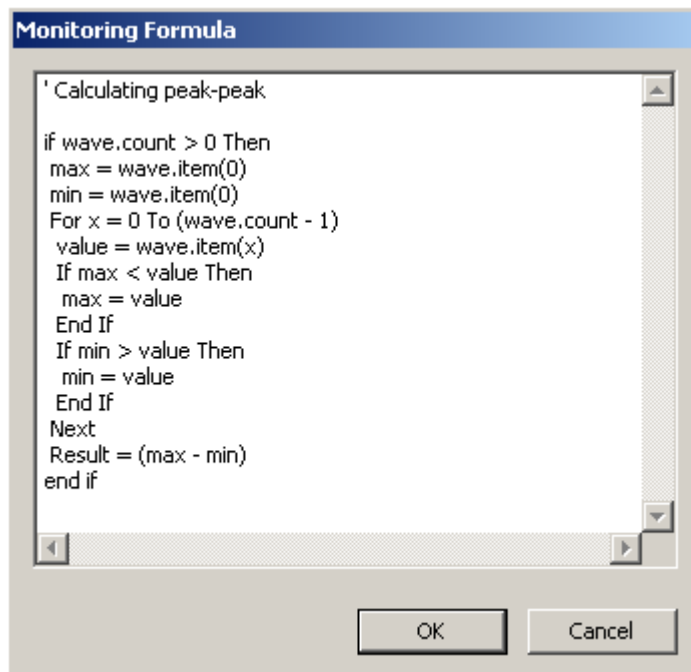 Monitoring Formula
' Calculating peak-peak
if wave.count > 0 Then
max = wave.item(0)
min = wave.item(0)
For x = 0 To (wave.count - 1)
value = wave.item(x)
If max < value Then
max = value
End If
If min > value Then
min = value
End If
Next
Result = (max - min)
end if
OK
Cancel